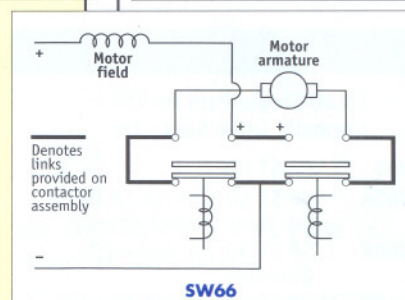 +
Motor
field
Motor
armature
+ +
Denotes
links
provided on
contactor
assembly
−
SW66